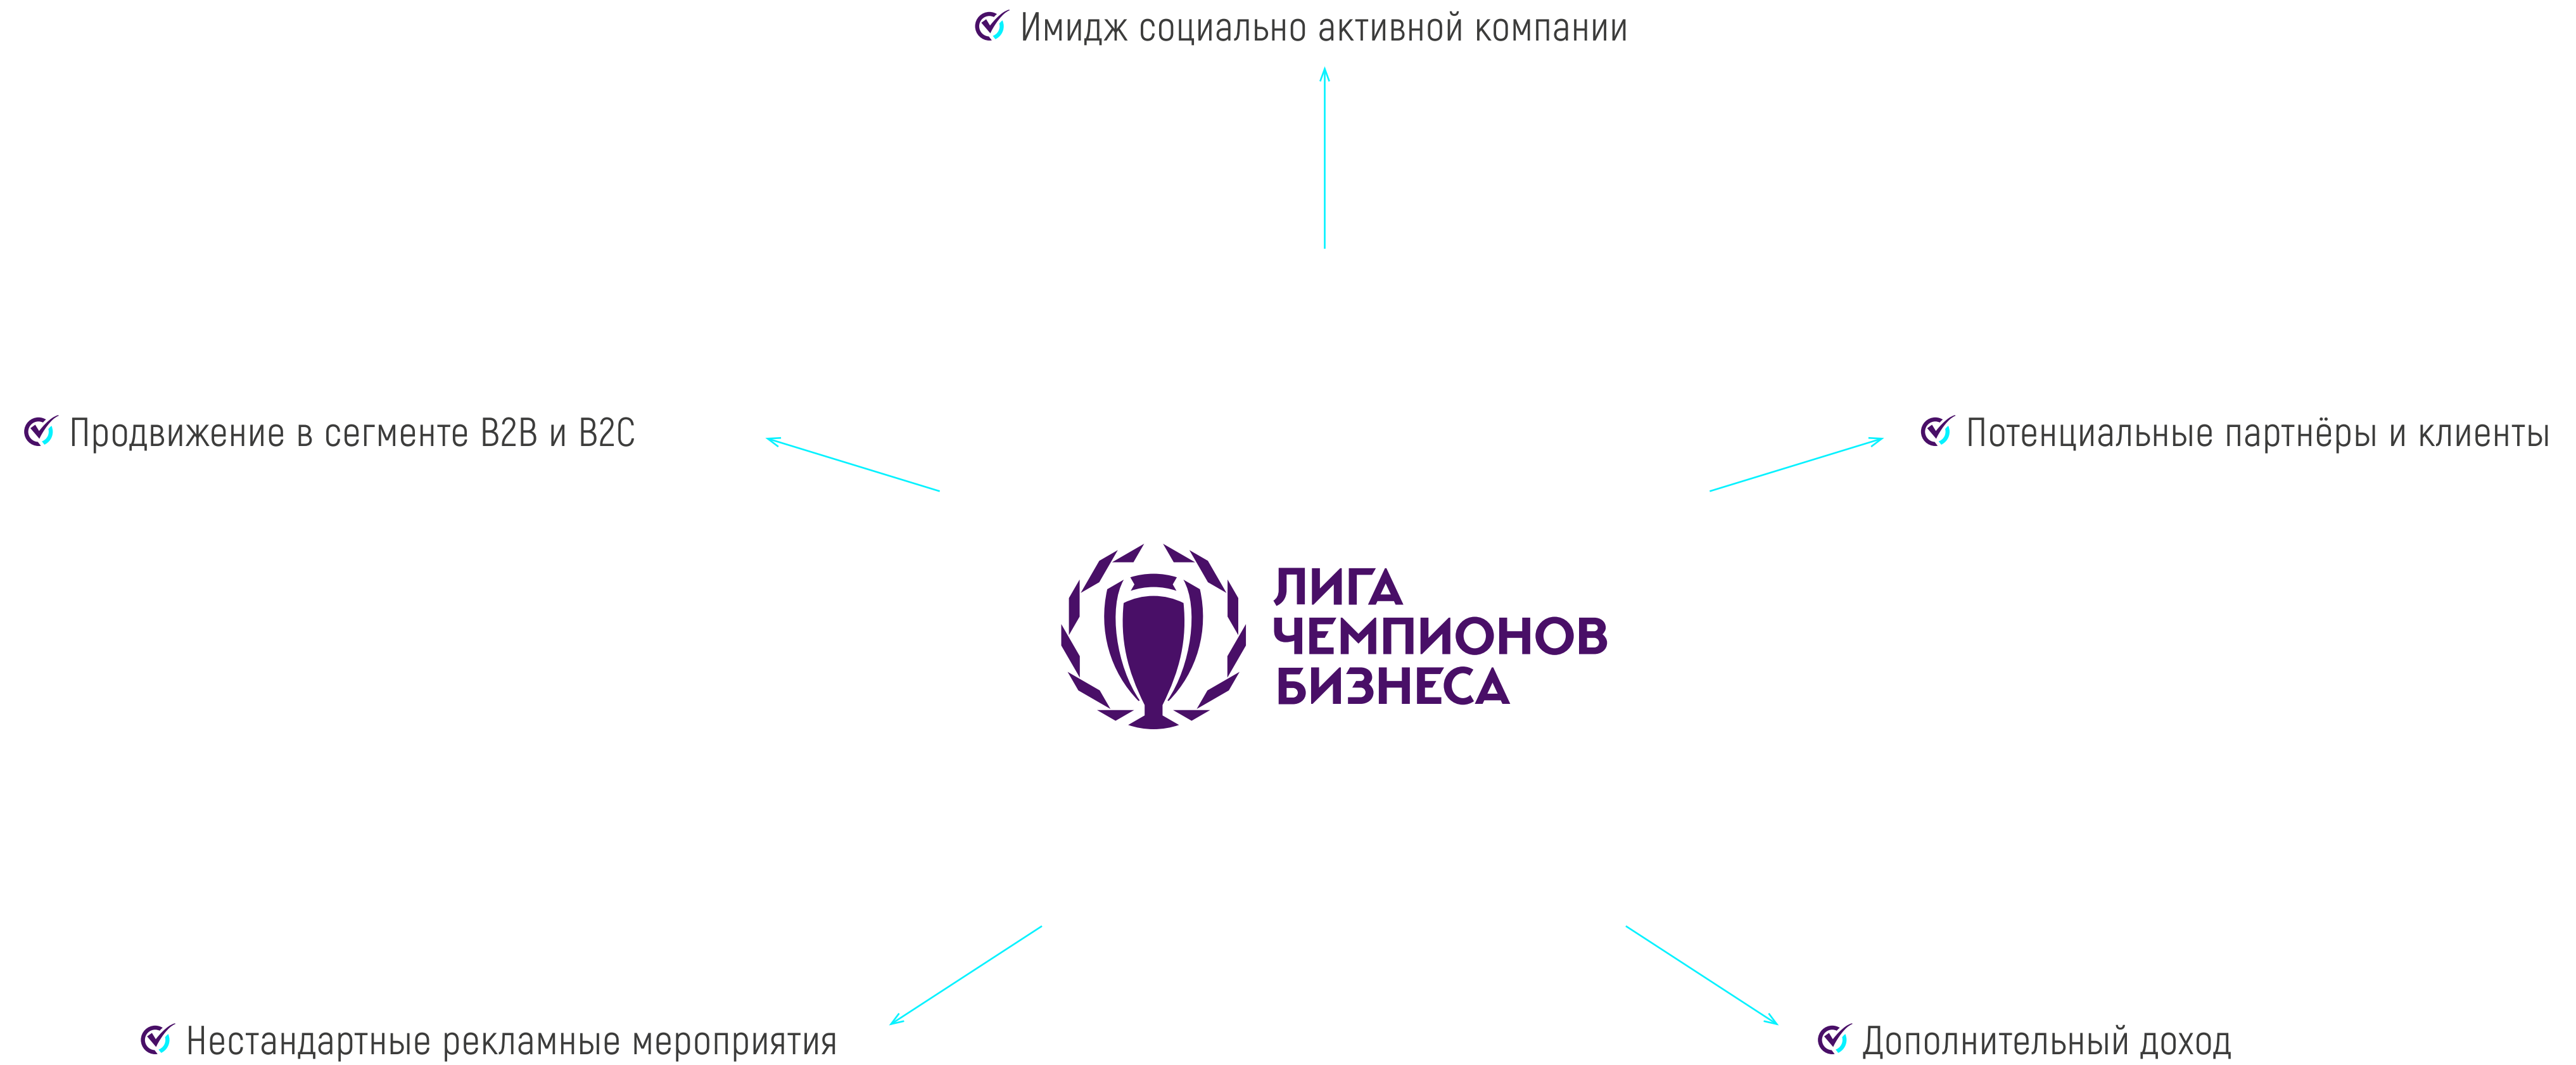 Имидж социально активной компании
Продвижение в сегменте B2B и B2C
Потенциальные партнёры и клиенты
ЛИГА
ЧЕМПИОНОВ
БИЗНЕСА
Нестандартные рекламные мероприятия
Дополнительный доход